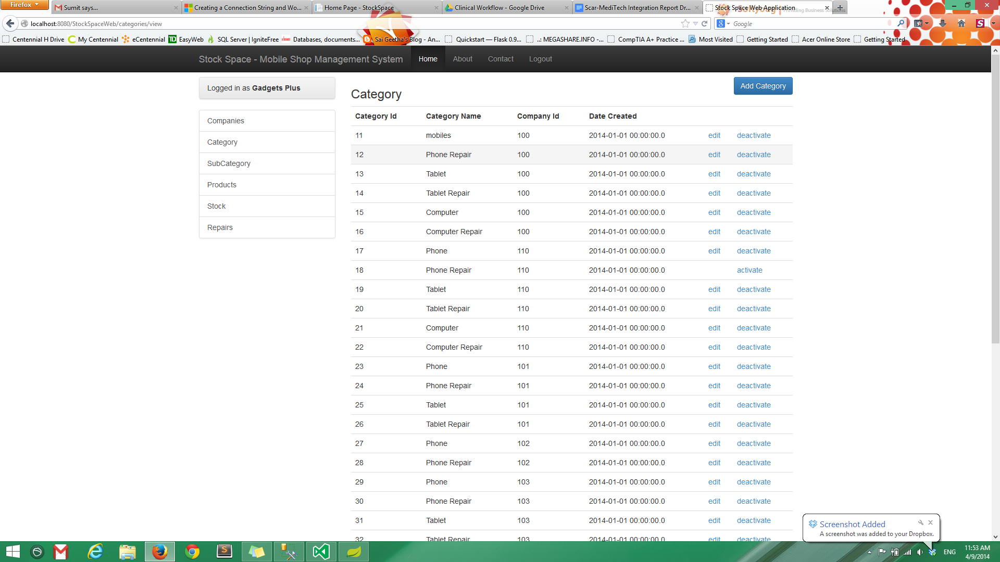 Firefox
Sumit says...
Creating a Connection String and Wo...
Home Page - StockSpace
Clinical Workflow - Google Drive
Scar-MediTech Integration Report Dr...
Stock Space Web Application
localhost:8080/StockSpaceWeb/categories/view
Google
Centennial H Drive
My Centennial
eCentennial
EasyWeb
SQL Server | IgniteFree
Databases, documents...
Sai Geetha's Blog - An...
Quickstart — Flask 0.9...
..: MEGASHARE.INFO -...
CompTIA A+ Practice ...
Most Visited
Getting Started
Acer Online Store
Getting Started
Stock Space - Mobile Shop Management System
Home
About
Contact
Logout
Logged in as Gadgets Plus
Companies
Category
SubCategory
Products
Stock
Repairs
Category
Add Category
Category Id Category Name Company Id Date Created
11 mobiles 100 2014-01-01 00:00:00.0 edit deactivate
12 Phone Repair 100 2014-01-01 00:00:00.0 edit deactivate
13 Tablet 100 2014-01-01 00:00:00.0 edit deactivate
14 Tablet Repair 100 2014-01-01 00:00:00.0 edit deactivate
15 Computer 100 2014-01-01 00:00:00.0 edit deactivate
16 Computer Repair 100 2014-01-01 00:00:00.0 edit deactivate
17 Phone 110 2014-01-01 00:00:00.0 edit deactivate
18 Phone Repair 110 2014-01-01 00:00:00.0 activate
19 Tablet 110 2014-01-01 00:00:00.0 edit deactivate
20 Tablet Repair 110 2014-01-01 00:00:00.0 edit deactivate
21 Computer 110 2014-01-01 00:00:00.0 edit deactivate
22 Computer Repair 110 2014-01-01 00:00:00.0 edit deactivate
23 Phone 101 2014-01-01 00:00:00.0 edit deactivate
24 Phone Repair 101 2014-01-01 00:00:00.0 edit deactivate
25 Tablet 101 2014-01-01 00:00:00.0 edit deactivate
26 Tablet Repair 101 2014-01-01 00:00:00.0 edit deactivate
27 Phone 102 2014-01-01 00:00:00.0 edit deactivate
28 Phone Repair 102 2014-01-01 00:00:00.0 edit deactivate
29 Phone 103 2014-01-01 00:00:00.0 edit deactivate
30 Phone Repair 103 2014-01-01 00:00:00.0 edit deactivate
31 Tablet 103 2014-01-01 00:00:00.0 edit deactivate
32 Tablet Repair 103 2014-01-01 00:00:00.0 edit deactivate
Screenshot Added
A screenshot was added to your Dropbox.
ENG
11:53 AM
4/9/2014